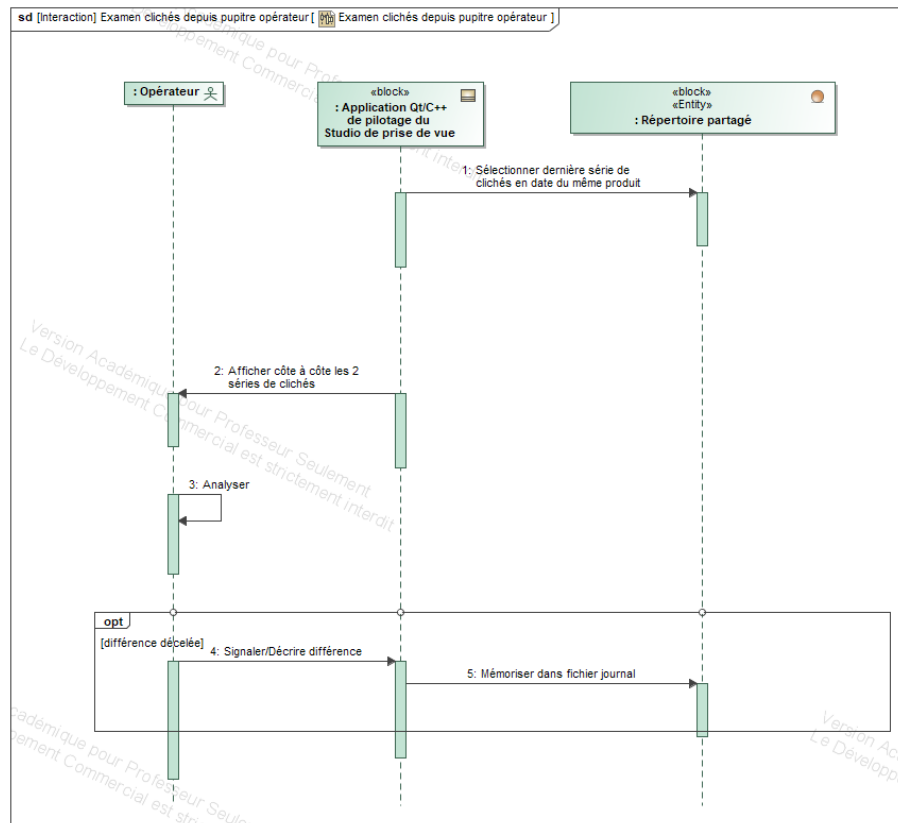 sd [Interaction] Examen clichés depuis pupitre opérateur [ Examen clichés depuis pupitre opérateur ]
: Opérateur
«block»
: Application Qt/C++
de pilotage du
Studio de prise de vue
«block»
«Entity»
: Répertoire partagé
1: Sélectionner dernière série de
clichés en date du même produit
2: Afficher côte à côte les 2
séries de clichés
3: Analyser
opt
[différence décelée]
4: Signaler/Décrire différence
5: Mémoriser dans fichier journal
Version Académique pour Professeur Seulement
Le Développement Commercial est strictement interdit